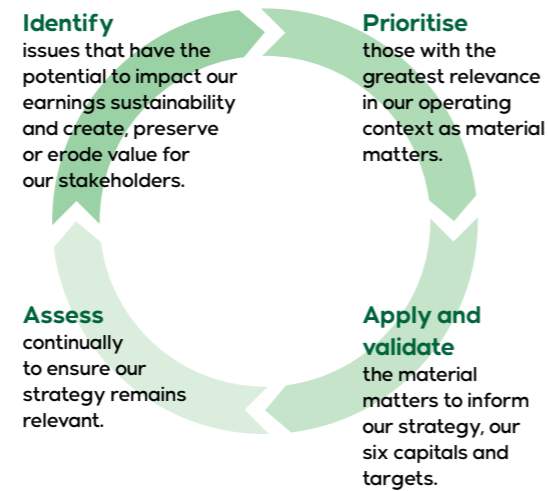 Identify
issues that have the
potential to impact our
earnings sustainability
and create, preserve
or erode value for
our stakeholders.
Prioritise
those with the
greatest relevance
in our operating
context as material
matters.
Apply and
validate
the material
matters to inform
our strategy, our
six capitals and
targets.
Assess
continually
to ensure our
strategy remains
relevant.